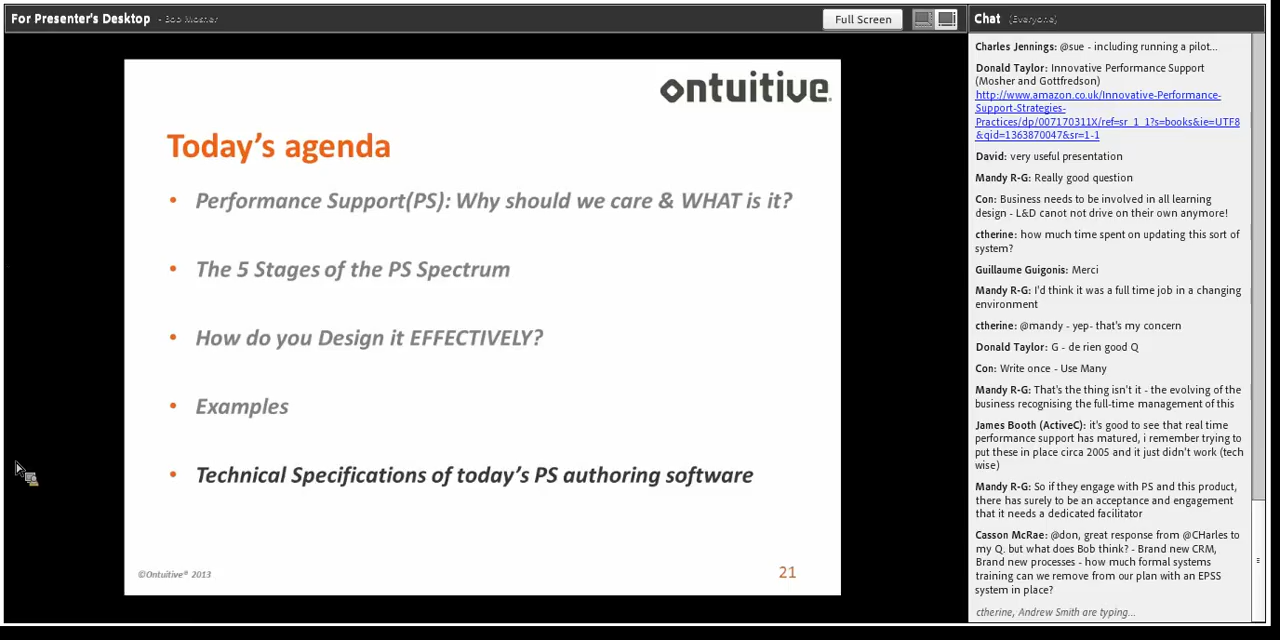 For Presenter's Desktop - Bob Mosher
Full Screen
ontuitive
Today's agenda
• Performance Support(PS): Why should we care & WHAT is it?
• The 5 Stages of the PS Spectrum
• How do you Design it EFFECTIVELY?
• Examples
• Technical Specifications of today's PS authoring software
©Ontuitive® 2013
21
Chat (Everyone)
Charles Jennings: @sue - including running a pilot...
Donald Taylor: Innovative Performance Support
(Mosher and Gottfredson)
http://www.amazon.co.uk/Innovative-Performance-
Support-Strategies-
Practices/dp/007170311X/ref=sr_1_1?s=books&ie=UTF8
&qid=1363870047&sr=1-1
David: very useful presentation
Mandy R-G: Really good question
Con: Business needs to be involved in all learning
design - L&D canot not drive on their own anymore!
ctherine: how much time spent on updating this sort of
system?
Guillaume Guigonis: Merci
Mandy R-G: I'd think it was a full time job in a changing
environment
ctherine: @mandy - yep- that's my concern
Donald Taylor: G - de rien good Q
Con: Write once - Use Many
Mandy R-G: That's the thing isn't it - the evolving of the
business recognising the full-time management of this
James Booth (ActiveC): it's good to see that real time
performance support has matured, i remember trying to
put these in place circa 2005 and it just didn't work (tech
wise)
Mandy R-G: So if they engage with PS and this product,
there has surely to be an acceptance and engagement
that it needs a dedicated facilitator
Casson McRae: @don, great response from @CHarles to
my Q. but what does Bob think? - Brand new CRM,
Brand new processes - how much formal systems
training can we remove from our plan with an EPSS
system in place?
ctherine, Andrew Smith are typing...